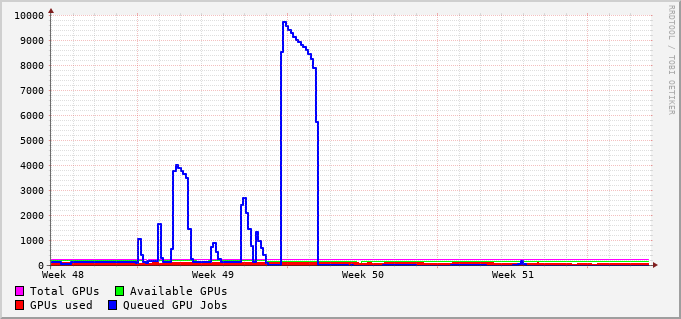 10000
9000
8000
7000
6000
5000
4000
3000
2000
1000
0
Week 48 Week 49 Week 50 Week 51
Total GPUs Available GPUs
GPUs used Queued GPU Jobs
RRDTOOL / TOBI OETIKER